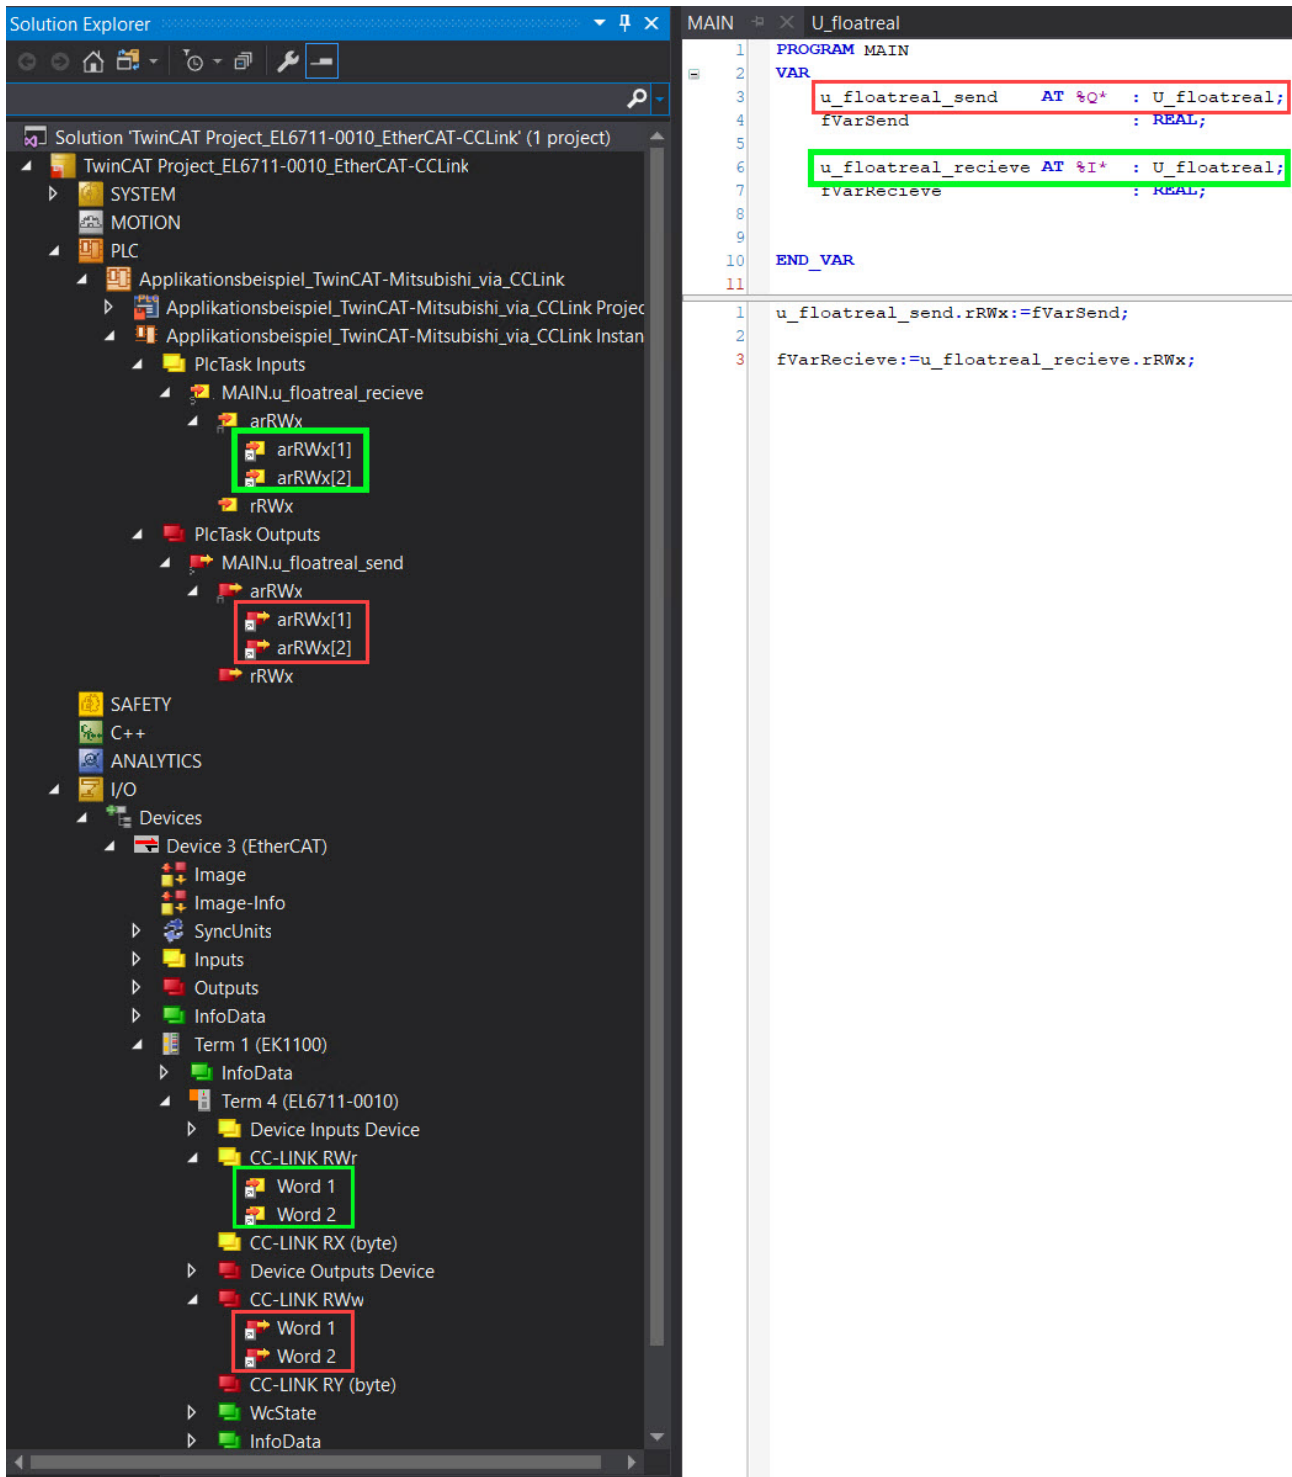 Solution Explorer
Solution 'TwinCAT Project_EL6711-0010_EtherCAT-CCLink' (1 project)
TwinCAT Project_EL6711-0010_EtherCAT-CCLink
SYSTEM
MOTION
PLC
Applikationsbeispiel_TwinCAT-Mitsubishi_via_CCLink
Applikationsbeispiel_TwinCAT-Mitsubishi_via_CCLink Projec
Applikationsbeispiel_TwinCAT-Mitsubishi_via_CCLink Instan
PlcTask Inputs
MAIN.u_floatreal_recieve
arRWx
arRWx[1]
arRWx[2]
rRWx
PlcTask Outputs
MAIN.u_floatreal_send
arRWx
arRWx[1]
arRWx[2]
rRWx
SAFETY
C++
ANALYTICS
I/O
Devices
Device 3 (EtherCAT)
Image
Image-Info
SyncUnits
Inputs
Outputs
InfoData
Term 1 (EK1100)
InfoData
Term 4 (EL6711-0010)
Device Inputs Device
CC-LINK RWr
Word 1
Word 2
CC-LINK RX (byte)
Device Outputs Device
CC-LINK RWw
Word 1
Word 2
CC-LINK RY (byte)
WcState
InfoData
MAIN U_floatreal
1 PROGRAM MAIN
2 VAR
3 u_floatreal_send AT %Q* : U_floatreal;
4 fVarSend : REAL;
5
6 u_floatreal_recieve AT %I* : U_floatreal;
7 fVarRecieve : REAL;
8
9
10 END_VAR
11
1 u_floatreal_send.rRWx:=fVarSend;
2
3 fVarRecieve:=u_floatreal_recieve.rRWx;